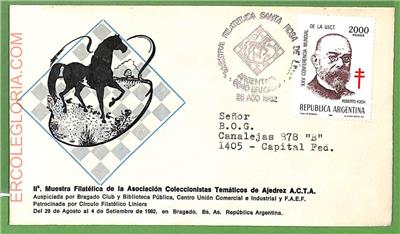 ERCOLEGLORIA.COM
MUESTRA FILATELICA SANTA ROSA DE
ARGENTINA
28 AGO 1982
2000
PESOS
XXV CONFERENCIA MUNDIAL
DE LA UICT
ROBERTO KOCH
REPUBLICA ARGENTINA
Señor
B.O.G.
Canalejas 878 "B"
1405 - Capital Fed.
IIª. Muestra Filatélica de la Asociación Coleccionistas Temáticos de Ajedrez A.C.T.A.
Auspiciada por Bragado Club y Biblioteca Pública, Centro Unión Comercial e Industrial y F.A.E.F.
Patrocinada por Círculo Filatélico Liniers
Del 28 de Agosto al 4 de Setiembre de 1982, en Bragado, Bs. As. República Argentina.